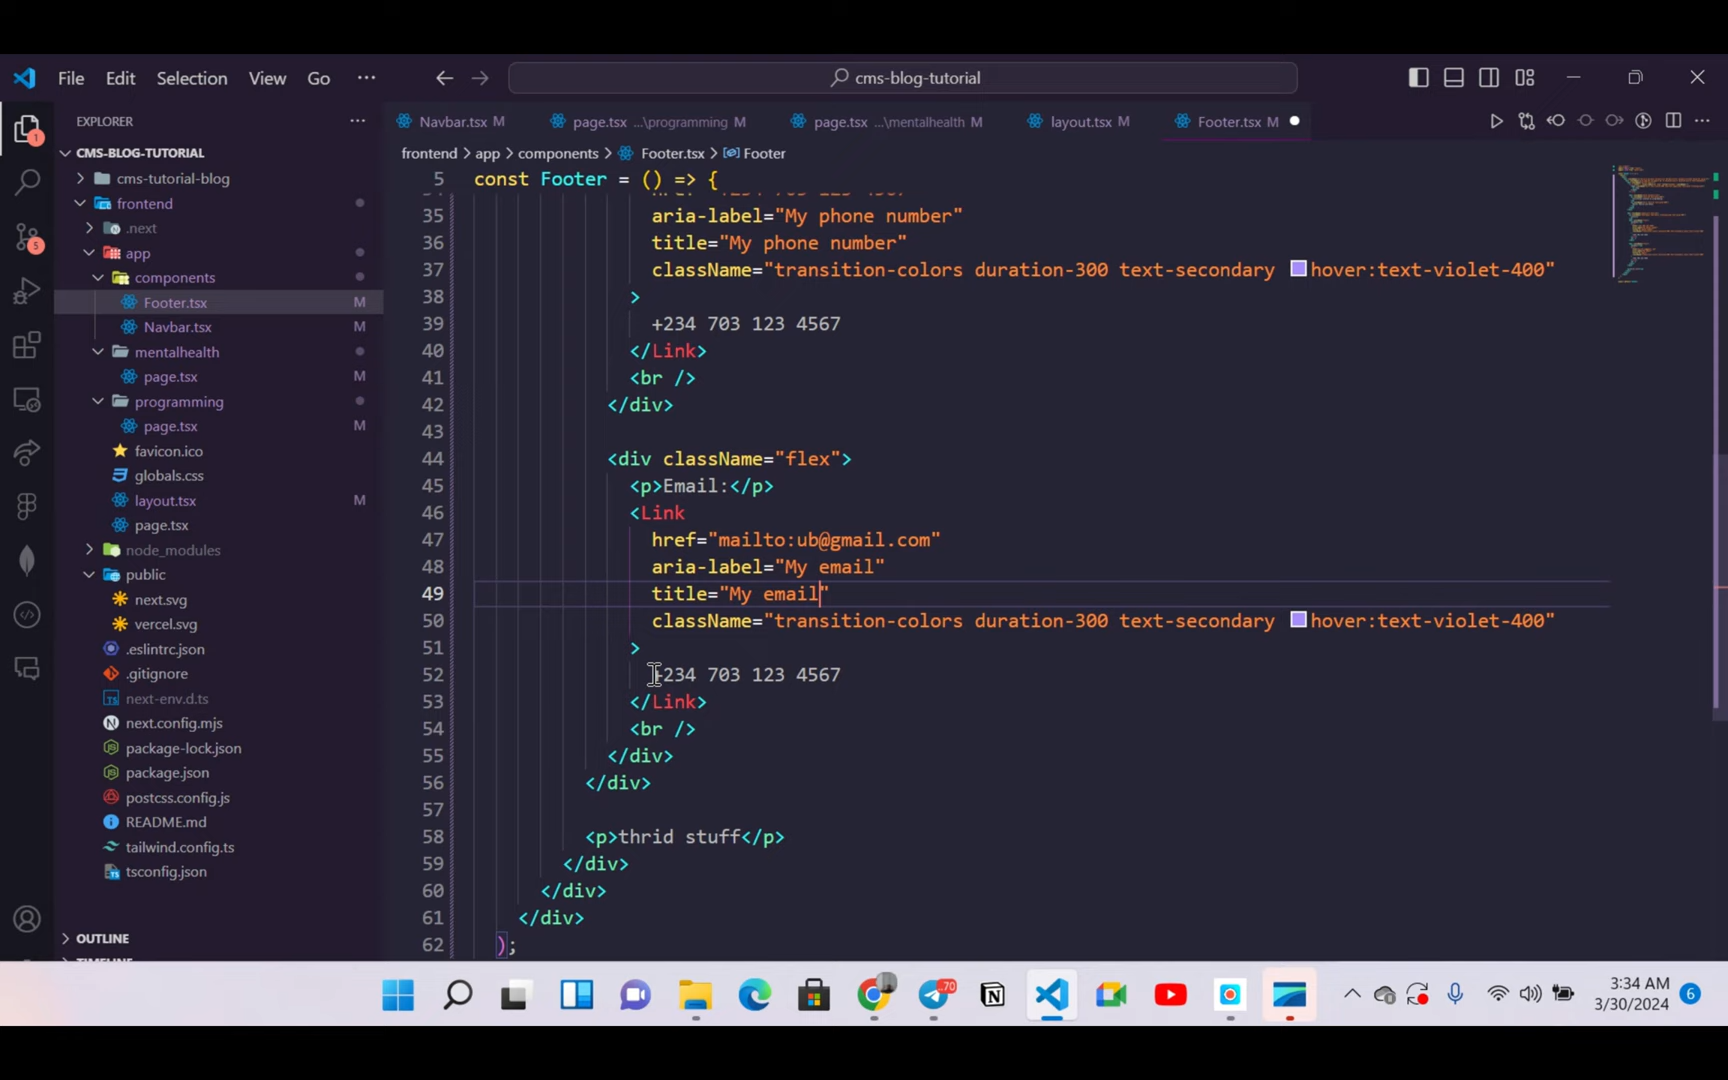 File Edit Selection View Go ··· cms-blog-tutorial
EXPLORER ···
Navbar.tsx M page.tsx ...\programming M page.tsx ...\mentalhealth M layout.tsx M Footer.tsx M
CMS-BLOG-TUTORIAL
cms-tutorial-blog
frontend
.next
app
components
Footer.tsx M
Navbar.tsx M
mentalhealth
page.tsx M
programming
page.tsx M
favicon.ico
globals.css
layout.tsx M
page.tsx
node_modules
public
next.svg
vercel.svg
.eslintrc.json
.gitignore
next-env.d.ts
next.config.mjs
package-lock.json
package.json
postcss.config.js
README.md
tailwind.config.ts
tsconfig.json
OUTLINE
1
5
frontend > app > components > Footer.tsx > Footer
5 const Footer = () => {
35 aria-label="My phone number"
36 title="My phone number"
37 className="transition-colors duration-300 text-secondary hover:text-violet-400"
38 >
39 +234 703 123 4567
40 </Link>
41 <br />
42 </div>
43
44 <div className="flex">
45 <p>Email:</p>
46 <Link
47 href="mailto:ub@gmail.com"
48 aria-label="My email"
49 title="My email"
50 className="transition-colors duration-300 text-secondary hover:text-violet-400"
51 >
52 +234 703 123 4567
53 </Link>
54 <br />
55 </div>
56 </div>
57
58 <p>thrid stuff</p>
59 </div>
60 </div>
61 </div>
62 );
70
3:34 AM
3/30/2024
6